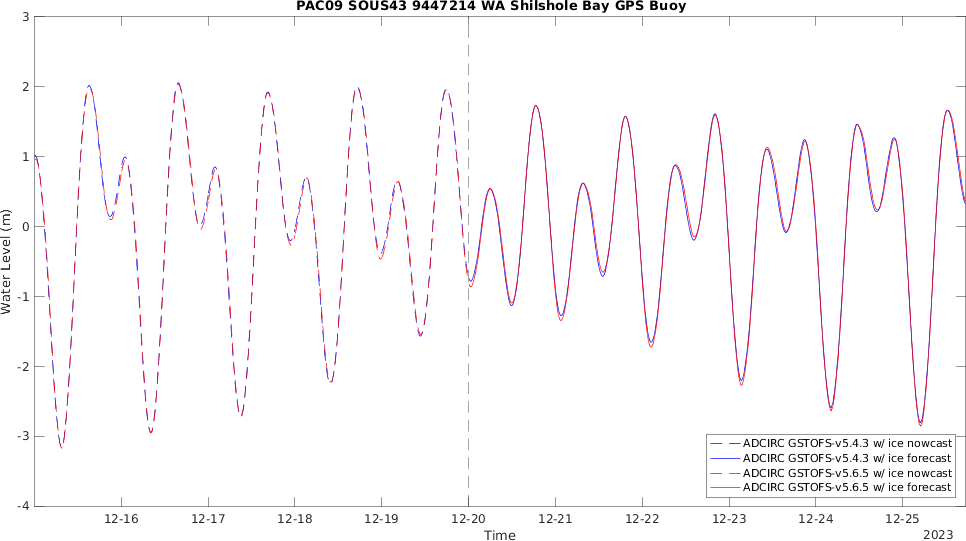 PAC09 SOUS43 9447214 WA Shilshole Bay GPS Buoy
3
2
1
0
-1
-2
-3
-4
Water Level (m)
12-16
12-17
12-18
12-19
12-20
12-21
12-22
12-23
12-24
12-25
Time
2023
ADCIRC GSTOFS-v5.4.3 w/ ice nowcast
ADCIRC GSTOFS-v5.4.3 w/ ice forecast
ADCIRC GSTOFS-v5.6.5 w/ ice nowcast
ADCIRC GSTOFS-v5.6.5 w/ ice forecast